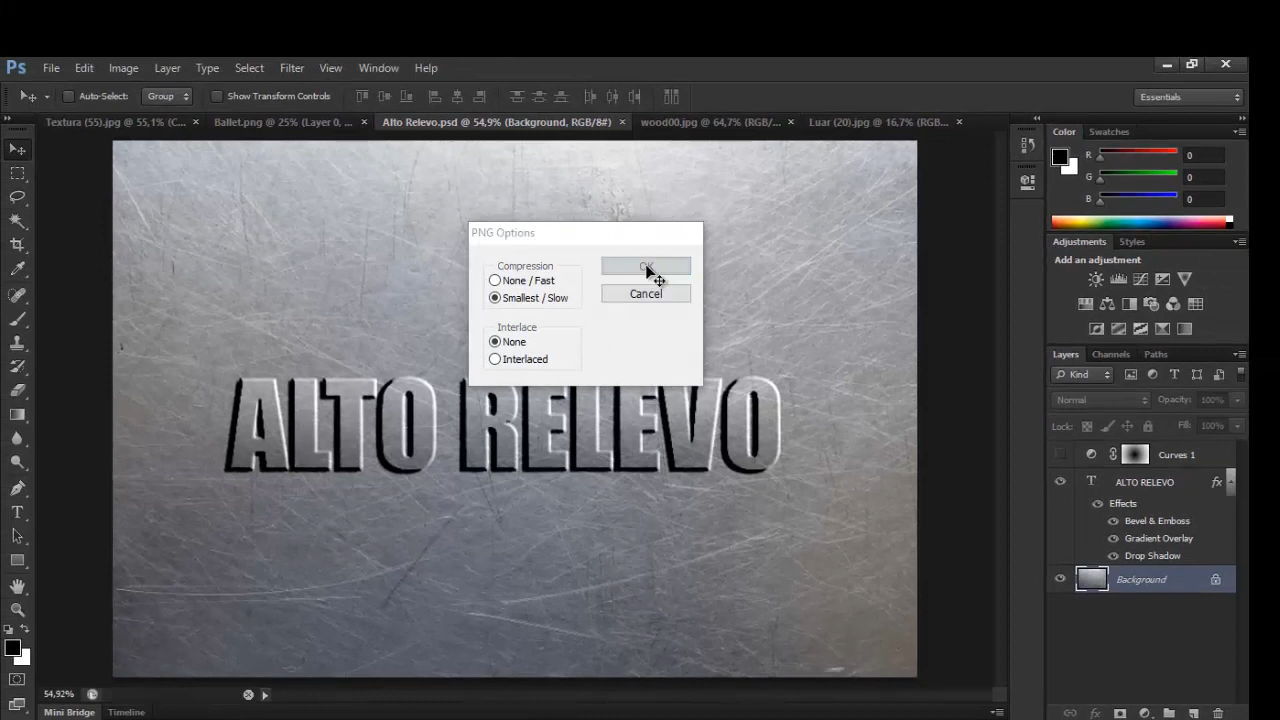 Ps File Edit Image Layer Type Select Filter View Window Help
Auto-Select: Group Show Transform Controls Essentials
Textura (55).jpg @ 55,1% (C... × Ballet.png @ 25% (Layer 0, ... × Alto Relevo.psd @ 54,9% (Background, RGB/8#) × wood00.jpg @ 64,7% (RGB/... × Luar (20).jpg @ 16,7% (RGB... ×
Color Swatches
R 0
G 0
B 0
PNG Options
Compression
None / Fast
Smallest / Slow
OK
Cancel
Interlace
None
Interlaced
ALTO RELEVO
Adjustments Styles
Add an adjustment
Layers Channels Paths
Kind
Normal Opacity: 100%
Lock: Fill: 100%
Curves 1
T ALTO RELEVO fx
Effects
Bevel & Emboss
Gradient Overlay
Drop Shadow
Background
54,92%
Mini Bridge Timeline